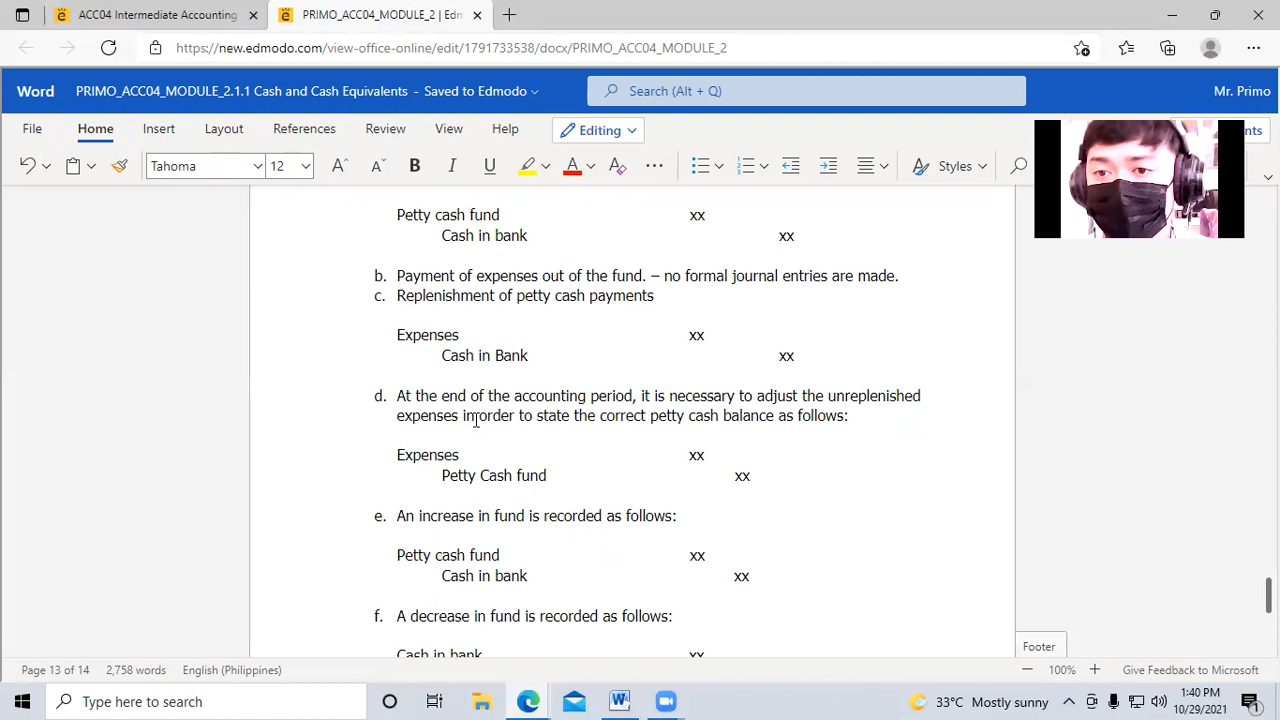 ACC04 Intermediate Accounting
PRIMO_ACC04_MODULE_2 | Edm
https://new.edmodo.com/view-office-online/edit/1791733538/docx/PRIMO_ACC04_MODULE_2
Word
PRIMO_ACC04_MODULE_2.1.1 Cash and Cash Equivalents - Saved to Edmodo
Search (Alt + Q)
Mr. Primo
File
Home
Insert
Layout
References
Review
View
Help
Editing
nts
Tahoma
12
Styles
Petty cash fund xx
Cash in bank xx
b. Payment of expenses out of the fund. – no formal journal entries are made.
c. Replenishment of petty cash payments
Expenses xx
Cash in Bank xx
d. At the end of the accounting period, it is necessary to adjust the unreplenished
expenses inorder to state the correct petty cash balance as follows:
Expenses xx
Petty Cash fund xx
e. An increase in fund is recorded as follows:
Petty cash fund xx
Cash in bank xx
f. A decrease in fund is recorded as follows:
Cash in bank xx
Footer
Page 13 of 14
2,758 words
English (Philippines)
100%
Give Feedback to Microsoft
Type here to search
33°C Mostly sunny
1:40 PM
10/29/2021